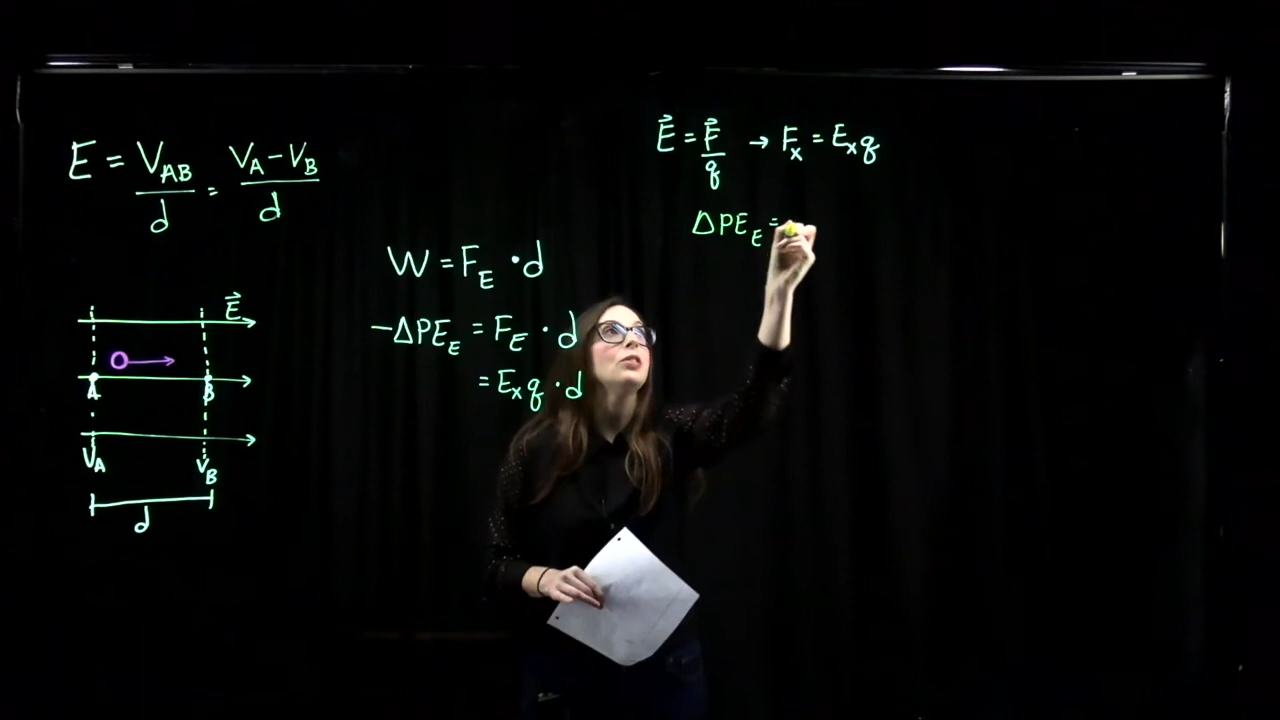 E = V_AB / d = V_A - V_B / d
E⃗
A B
V_A V_B
d
W = F_E · d
-ΔPE_E = F_E · d
= E_x q · d
E⃗ = F⃗ / q → F_x = E_x q
ΔPE_E =